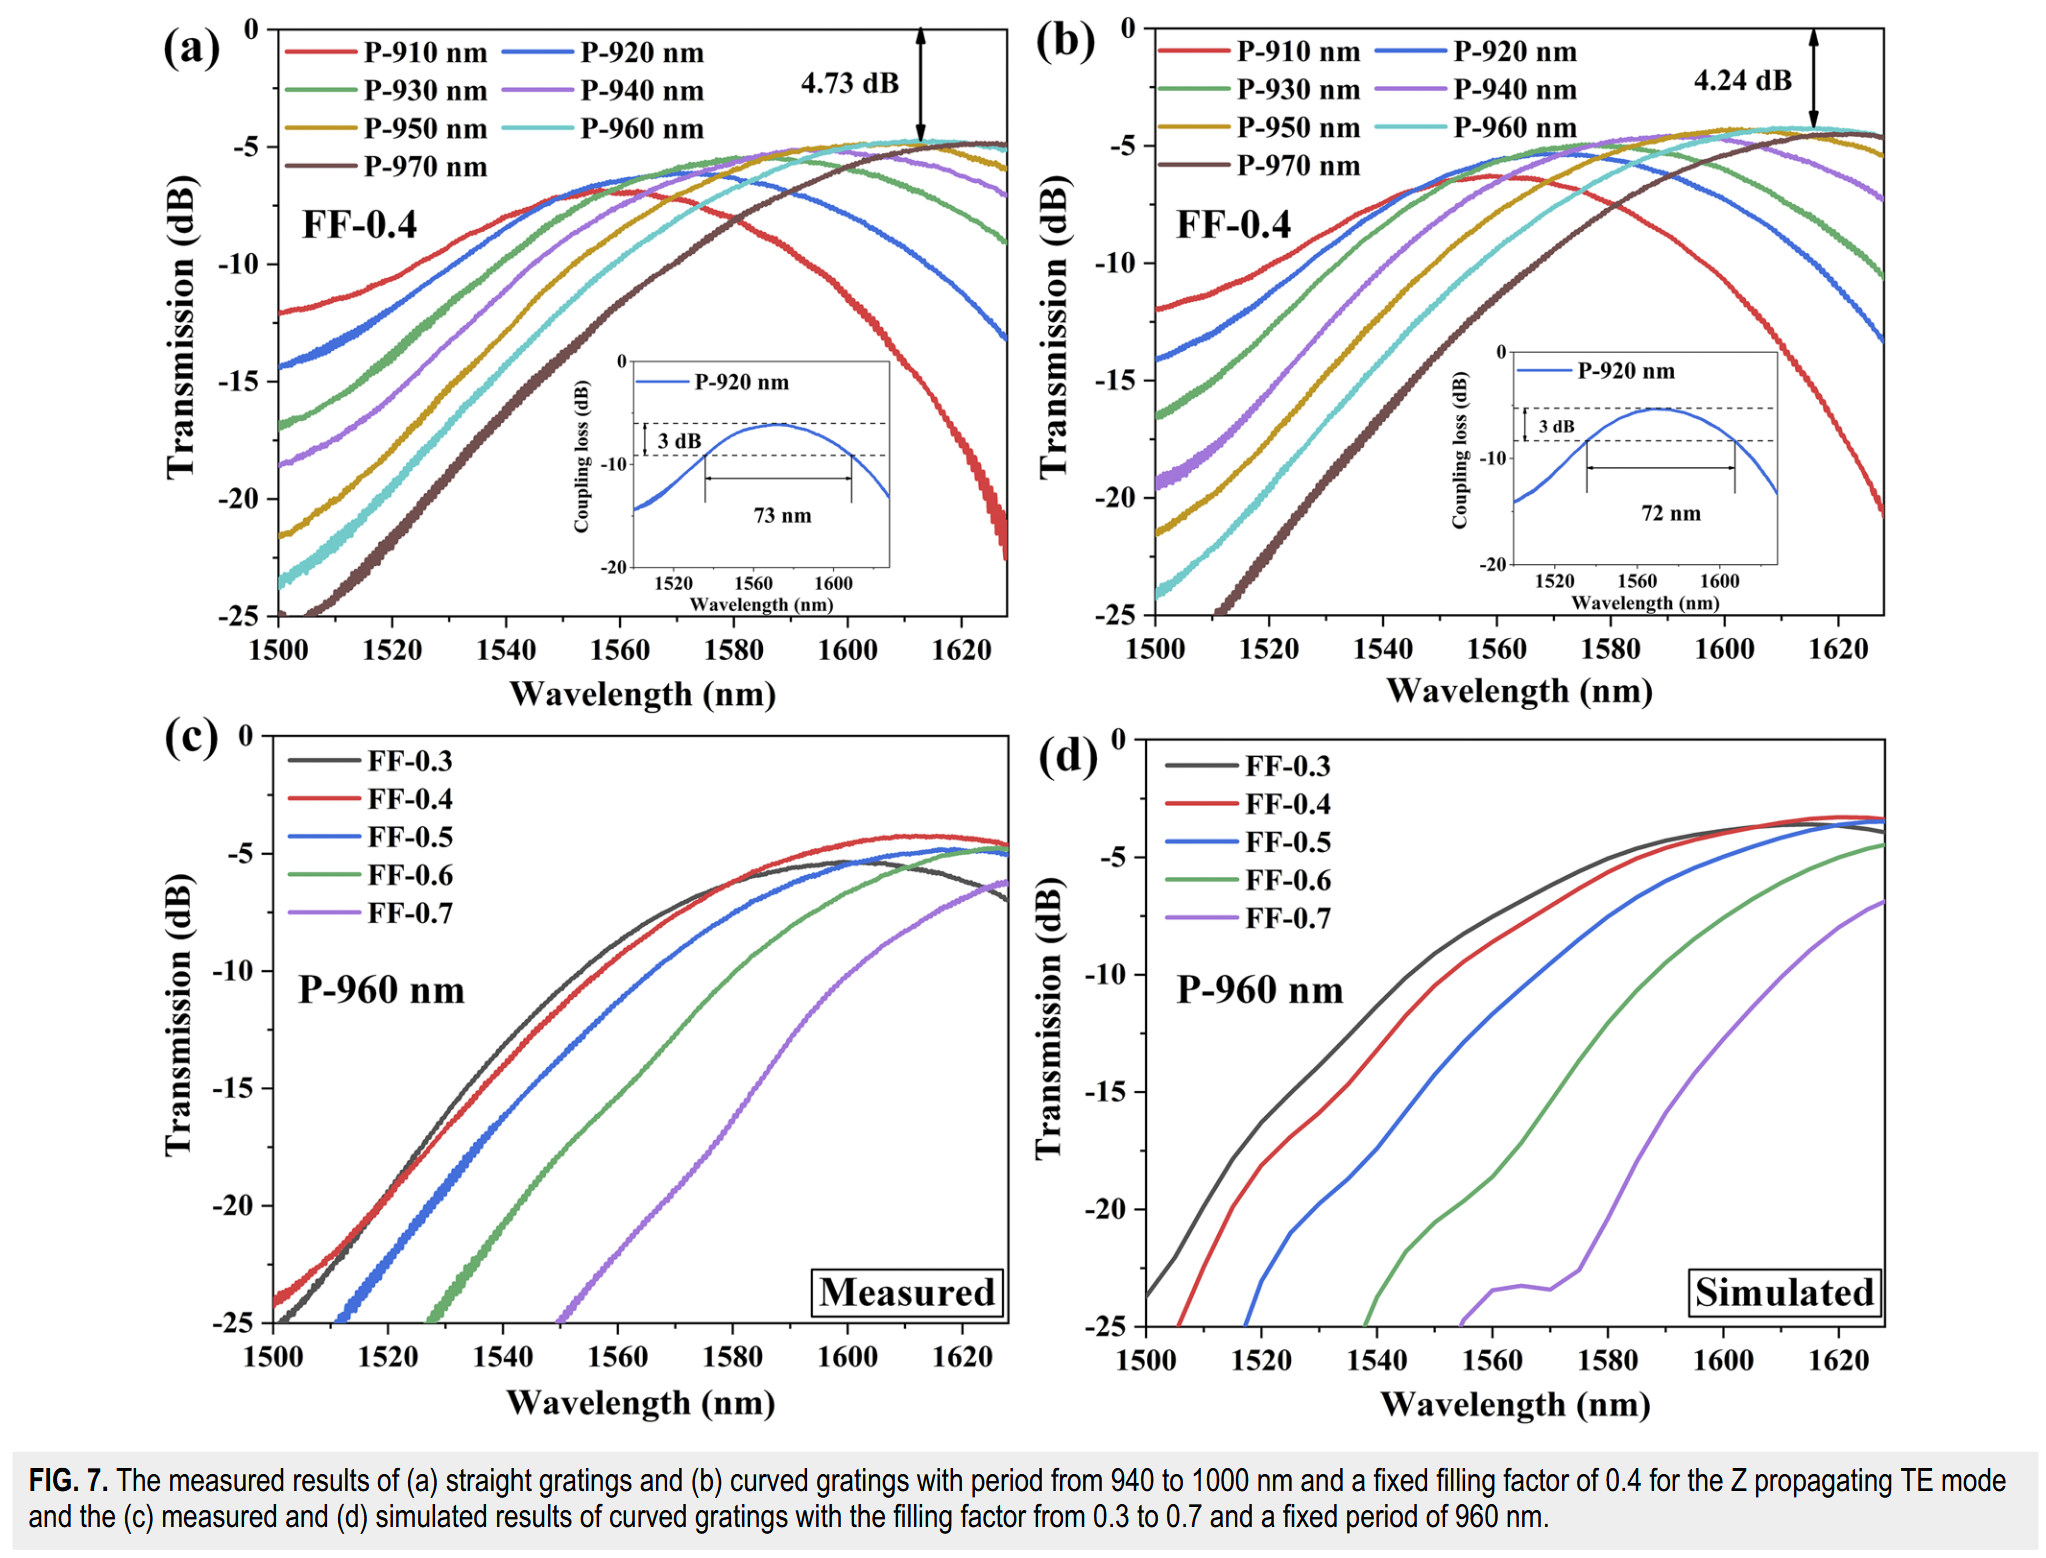 (a)
0
-5
-10
-15
-20
-25
Transmission (dB)
P-910 nm P-920 nm
P-930 nm P-940 nm
P-950 nm P-960 nm
P-970 nm
4.73 dB
FF-0.4
0
-10
-20
Coupling loss (dB)
P-920 nm
3 dB
73 nm
1520 1560 1600
Wavelength (nm)
1500 1520 1540 1560 1580 1600 1620
Wavelength (nm)
(b)
0
-5
-10
-15
-20
-25
Transmission (dB)
P-910 nm P-920 nm
P-930 nm P-940 nm
P-950 nm P-960 nm
P-970 nm
4.24 dB
FF-0.4
0
-10
-20
Coupling loss (dB)
P-920 nm
3 dB
72 nm
1520 1560 1600
Wavelength (nm)
1500 1520 1540 1560 1580 1600 1620
Wavelength (nm)
(c)
0
-5
-10
-15
-20
-25
Transmission (dB)
FF-0.3
FF-0.4
FF-0.5
FF-0.6
FF-0.7
P-960 nm
Measured
1500 1520 1540 1560 1580 1600 1620
Wavelength (nm)
(d)
0
-5
-10
-15
-20
-25
Transmission (dB)
FF-0.3
FF-0.4
FF-0.5
FF-0.6
FF-0.7
P-960 nm
Simulated
1500 1520 1540 1560 1580 1600 1620
Wavelength (nm)
FIG. 7. The measured results of (a) straight gratings and (b) curved gratings with period from 940 to 1000 nm and a fixed filling factor of 0.4 for the Z propagating TE mode
and the (c) measured and (d) simulated results of curved gratings with the filling factor from 0.3 to 0.7 and a fixed period of 960 nm.